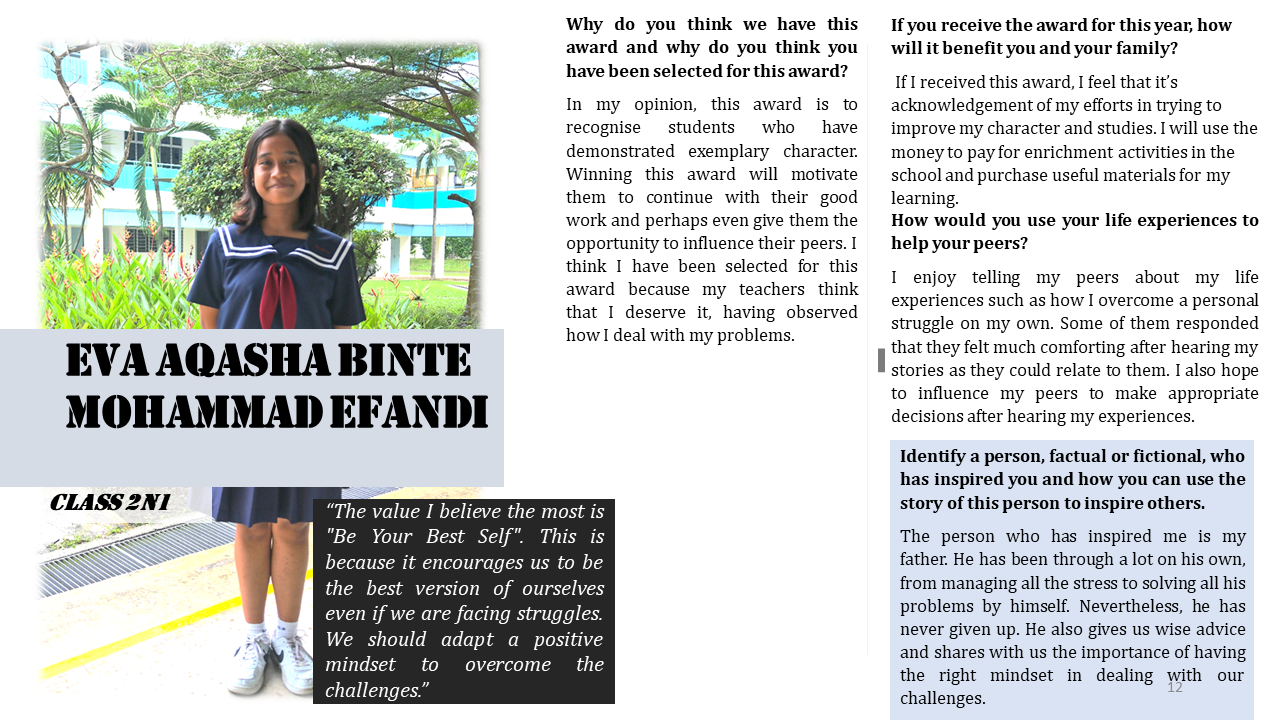 EVA AQASHA BINTE
MOHAMMAD EFANDI
CLASS 2N1
“The value I believe the most is
"Be Your Best Self". This is
because it encourages us to be
the best version of ourselves
even if we are facing struggles.
We should adapt a positive
mindset to overcome the
challenges.”
Why do you think we have this
award and why do you think you
have been selected for this award?
In my opinion, this award is to
recognise students who have
demonstrated exemplary character.
Winning this award will motivate
them to continue with their good
work and perhaps even give them the
opportunity to influence their peers. I
think I have been selected for this
award because my teachers think
that I deserve it, having observed
how I deal with my problems.
If you receive the award for this year, how
will it benefit you and your family?
If I received this award, I feel that it’s
acknowledgement of my efforts in trying to
improve my character and studies. I will use the
money to pay for enrichment activities in the
school and purchase useful materials for my
learning.
How would you use your life experiences to
help your peers?
I enjoy telling my peers about my life
experiences such as how I overcome a personal
struggle on my own. Some of them responded
that they felt much comforting after hearing my
stories as they could relate to them. I also hope
to influence my peers to make appropriate
decisions after hearing my experiences.
Identify a person, factual or fictional, who
has inspired you and how you can use the
story of this person to inspire others.
The person who has inspired me is my
father. He has been through a lot on his own,
from managing all the stress to solving all his
problems by himself. Nevertheless, he has
never given up. He also gives us wise advice
and shares with us the importance of having
the right mindset in dealing with our
challenges.
12